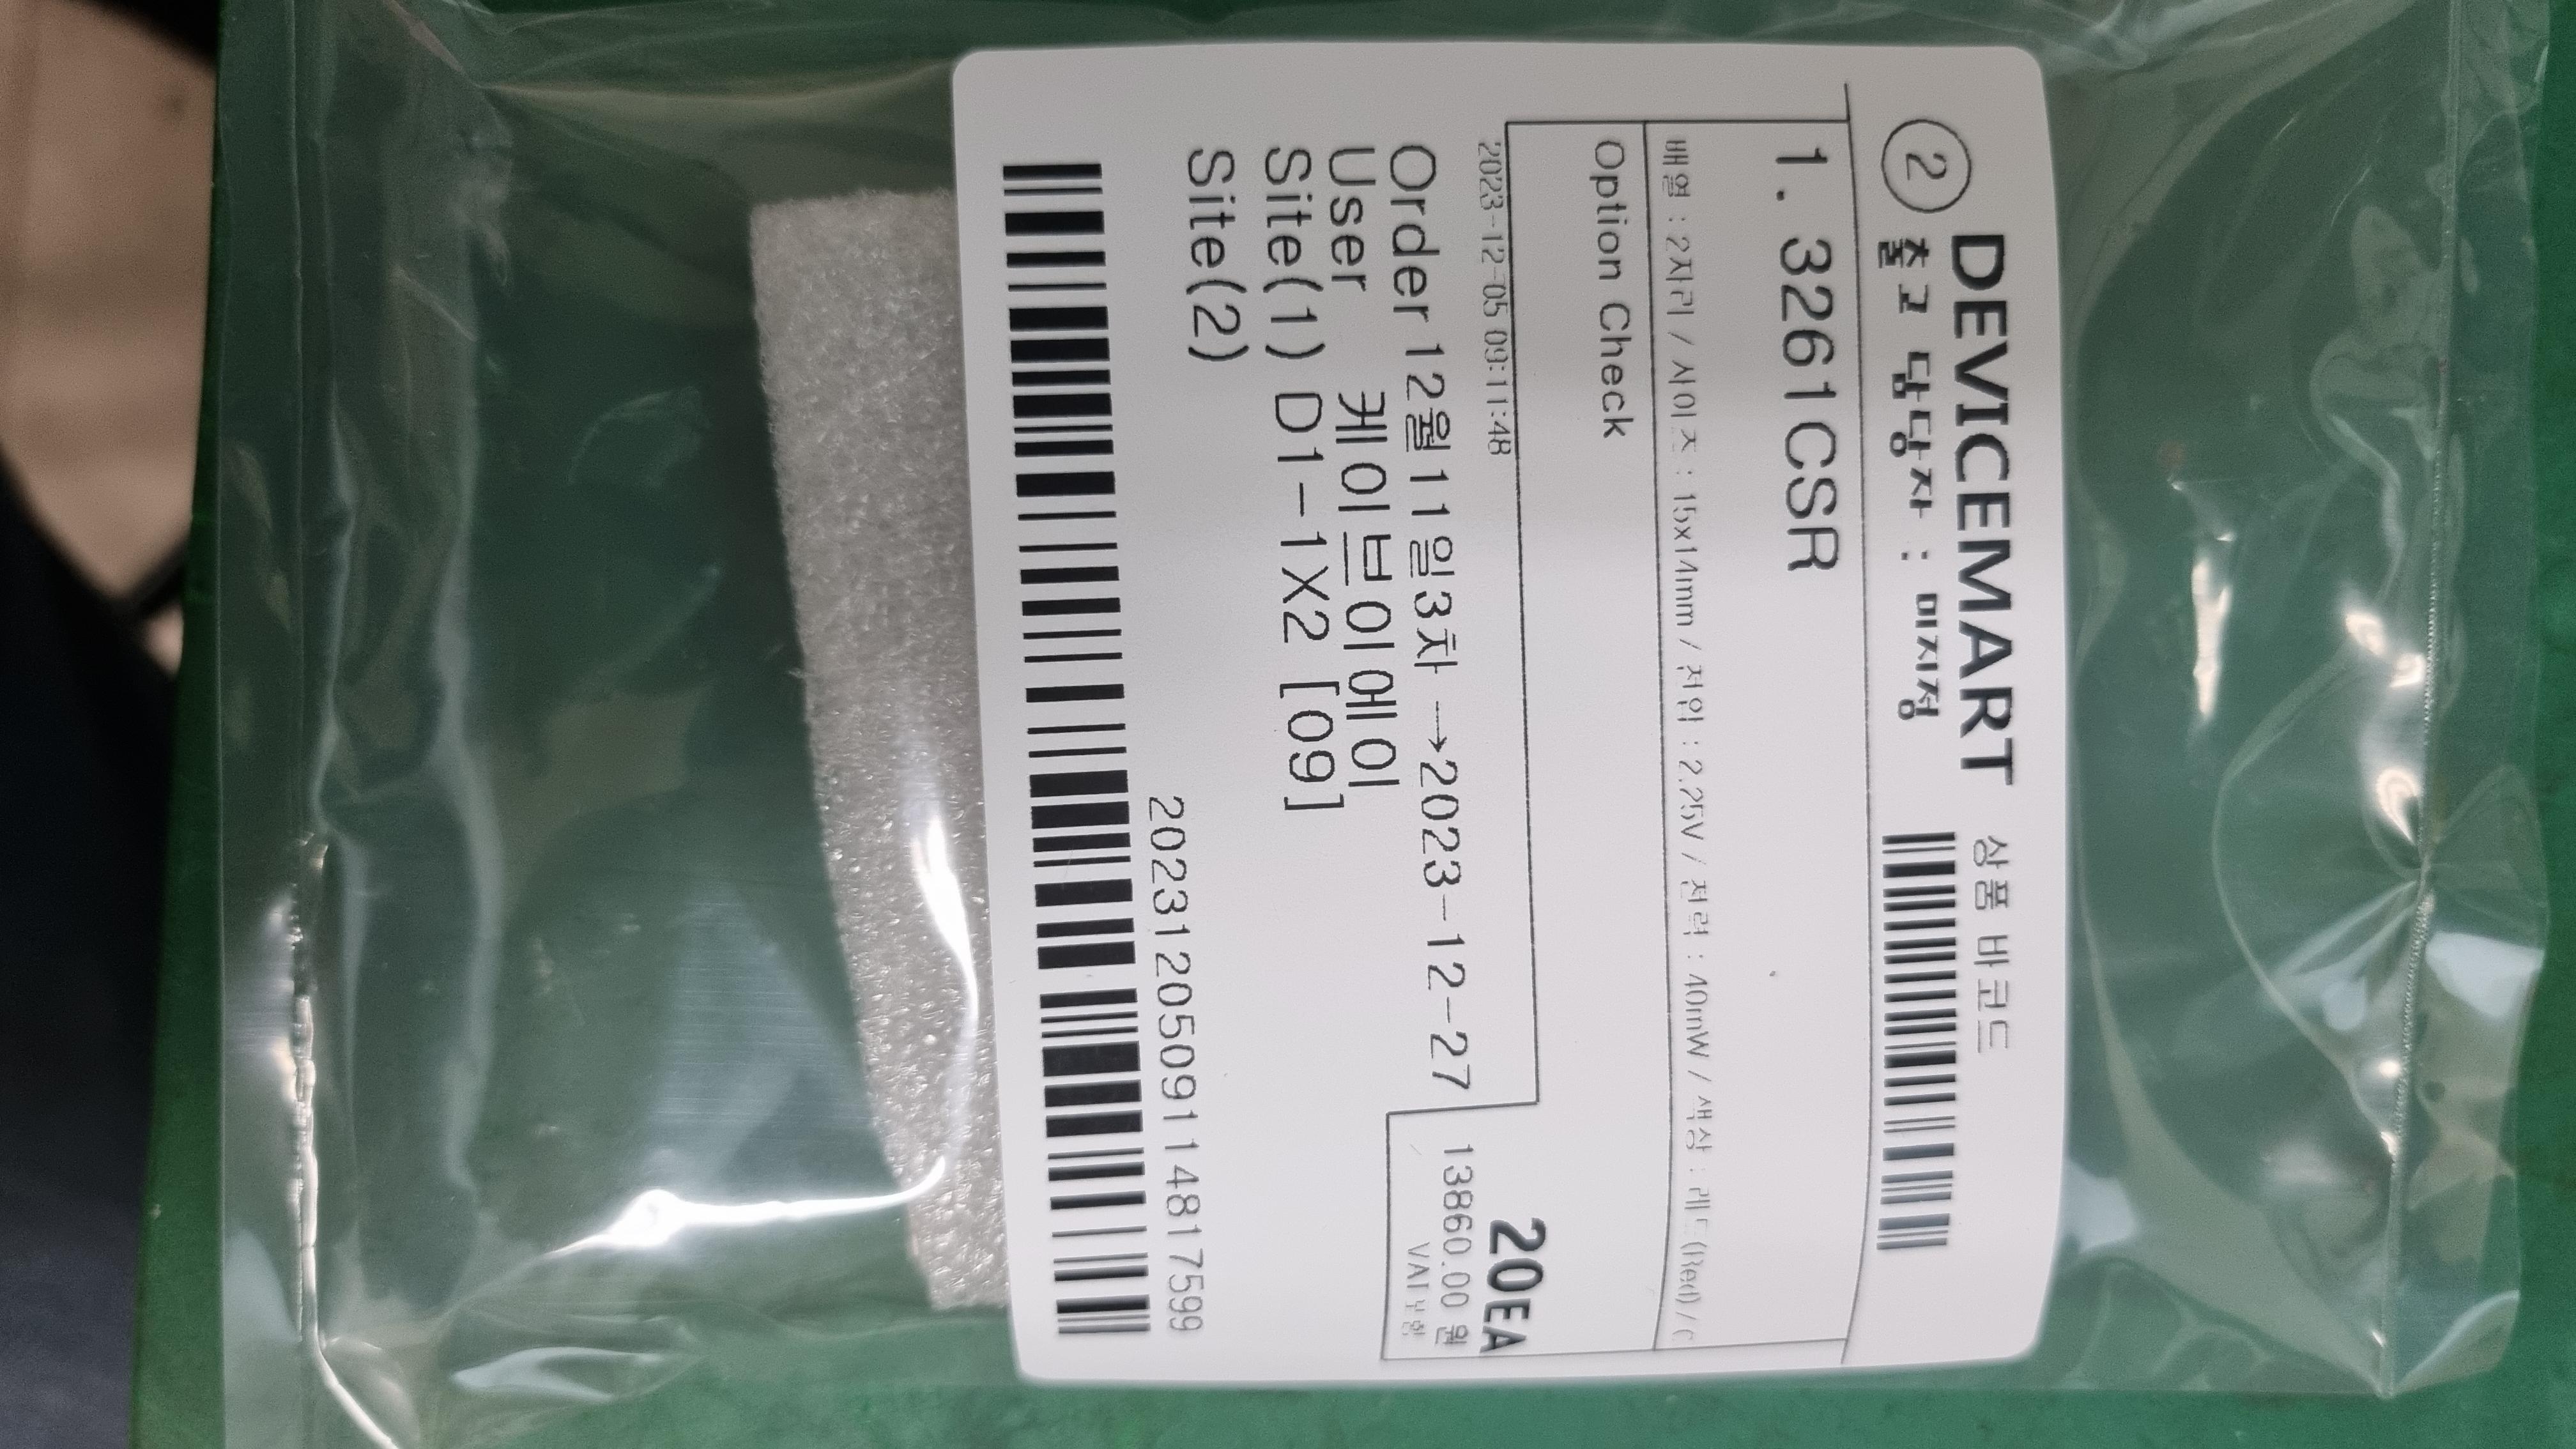 ② DEVICEMART 상품 바코드
출고 담당자 : 미지정
1. 3261CSR
배열 : 2자리 / 사이즈 : 15x14mm / 전압 : 2.25V / 전력 : 40mW / 색상 : 레드(Red) / C
Option Check
20EA
2023-12-05 09:11:48
13860.00 원
VAT포함
Order 12월11일3차 →2023-12-27
User 케이브이에이
Site(1) D1-1X2 [09]
Site(2)
2023120509114817599